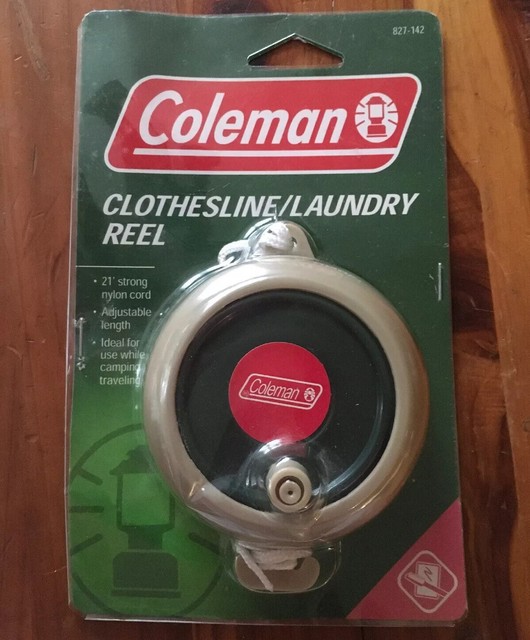 827-142
Coleman
CLOTHESLINE/LAUNDRY
REEL
• 21' strong
nylon cord
• Adjustable
length
• Ideal for
use while
camping
traveling
Coleman